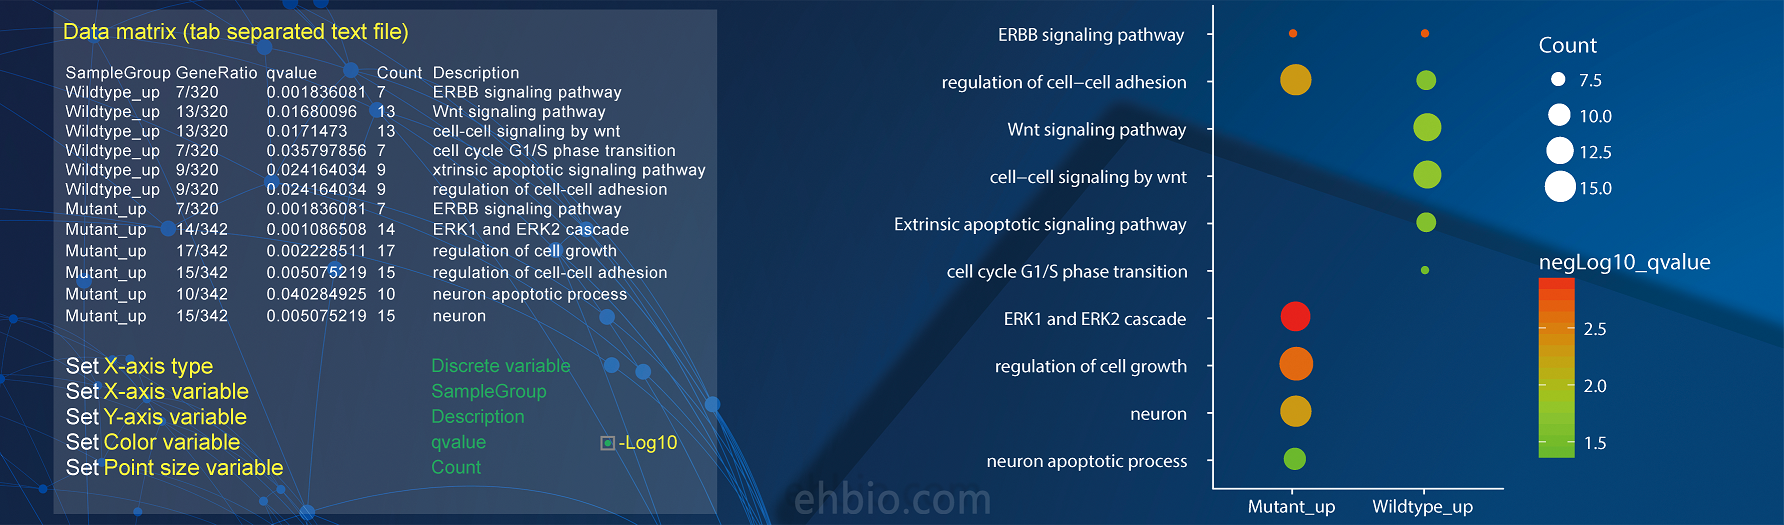 Data matrix (tab separated text file)
SampleGroup GeneRatio qvalue Count Description
Wildtype_up 7/320 0.001836081 7 ERBB signaling pathway
Wildtype_up 13/320 0.01680096 13 Wnt signaling pathway
Wildtype_up 13/320 0.0171473 13 cell-cell signaling by wnt
Wildtype_up 7/320 0.035797856 7 cell cycle G1/S phase transition
Wildtype_up 9/320 0.024164034 9 xtrinsic apoptotic signaling pathway
Wildtype_up 9/320 0.024164034 9 regulation of cell-cell adhesion
Mutant_up 7/320 0.001836081 7 ERBB signaling pathway
Mutant_up 14/342 0.001086508 14 ERK1 and ERK2 cascade
Mutant_up 17/342 0.002228511 17 regulation of cell growth
Mutant_up 15/342 0.005075219 15 regulation of cell-cell adhesion
Mutant_up 10/342 0.040284925 10 neuron apoptotic process
Mutant_up 15/342 0.005075219 15 neuron
Set X-axis type Discrete variable
Set X-axis variable SampleGroup
Set Y-axis variable Description
Set Color variable qvalue -Log10
Set Point size variable Count
ERBB signaling pathway
regulation of cell−cell adhesion
Wnt signaling pathway
cell−cell signaling by wnt
Extrinsic apoptotic signaling pathway
cell cycle G1/S phase transition
ERK1 and ERK2 cascade
regulation of cell growth
neuron
neuron apoptotic process
Mutant_up Wildtype_up
Count
7.5
10.0
12.5
15.0
negLog10_qvalue
2.5
2.0
1.5
ehbio.com